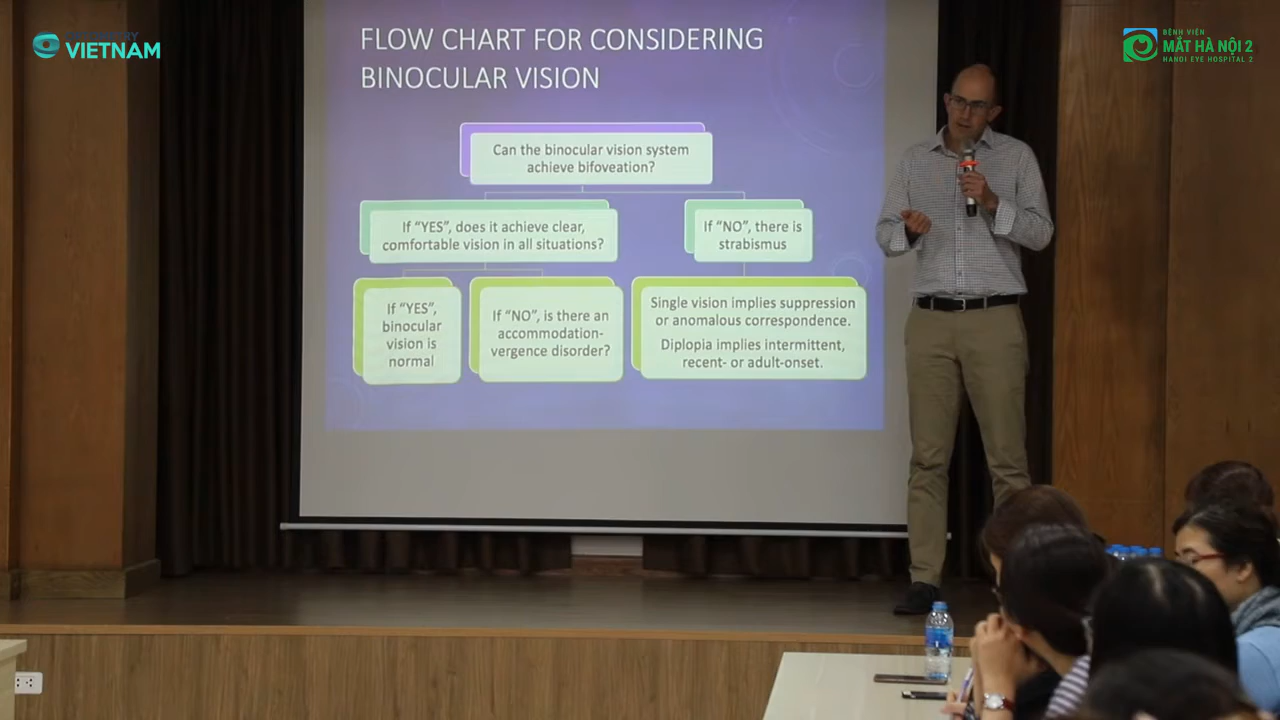 VIETNAM
BỆNH VIỆN
MẮT HÀ NỘI 2
HANOI EYE HOSPITAL 2
FLOW CHART FOR CONSIDERING
BINOCULAR VISION
Can the binocular vision system
achieve bifoveation?
If “YES”, does it achieve clear,
comfortable vision in all situations?
If “NO”, there is
strabismus
If “YES”,
binocular
vision is
normal
If “NO”, is there an
accommodation-
vergence disorder?
Single vision implies suppression
or anomalous correspondence.
Diplopia implies intermittent,
recent- or adult-onset.